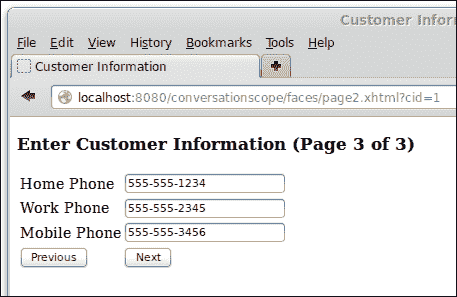 Customer Infor
File Edit View History Bookmarks Tools Help
Customer Information
localhost:8080/conversationscope/faces/page2.xhtml?cid=1
Enter Customer Information (Page 3 of 3)
Home Phone 555-555-1234
Work Phone 555-555-2345
Mobile Phone 555-555-3456
Previous Next